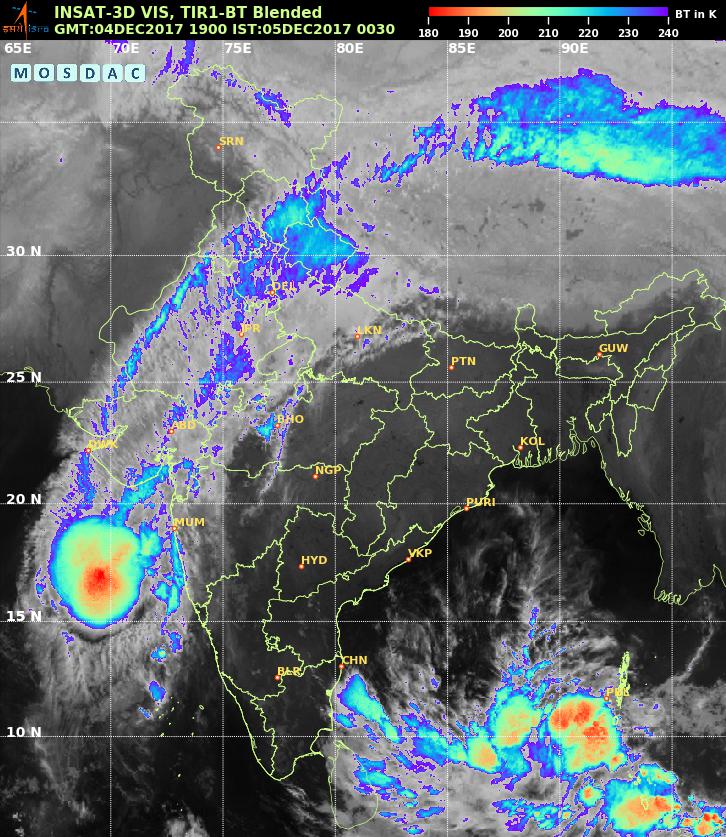 INSAT-3D VIS, TIR1-BT Blended
GMT:04DEC2017 1900 IST:05DEC2017 0030
BT in K
180 190 200 210 220 230 240
65E 70E 75E 80E 85E 90E
MOSDAC
SRN
30 N
DEL
JPR
LKN
GUW
PTN
25 N
BHO
ABD
DWK
KOL
NGP
20 N
PURI
MUM
VKP
HYD
15 N
CHN
BLR
PBL
10 N